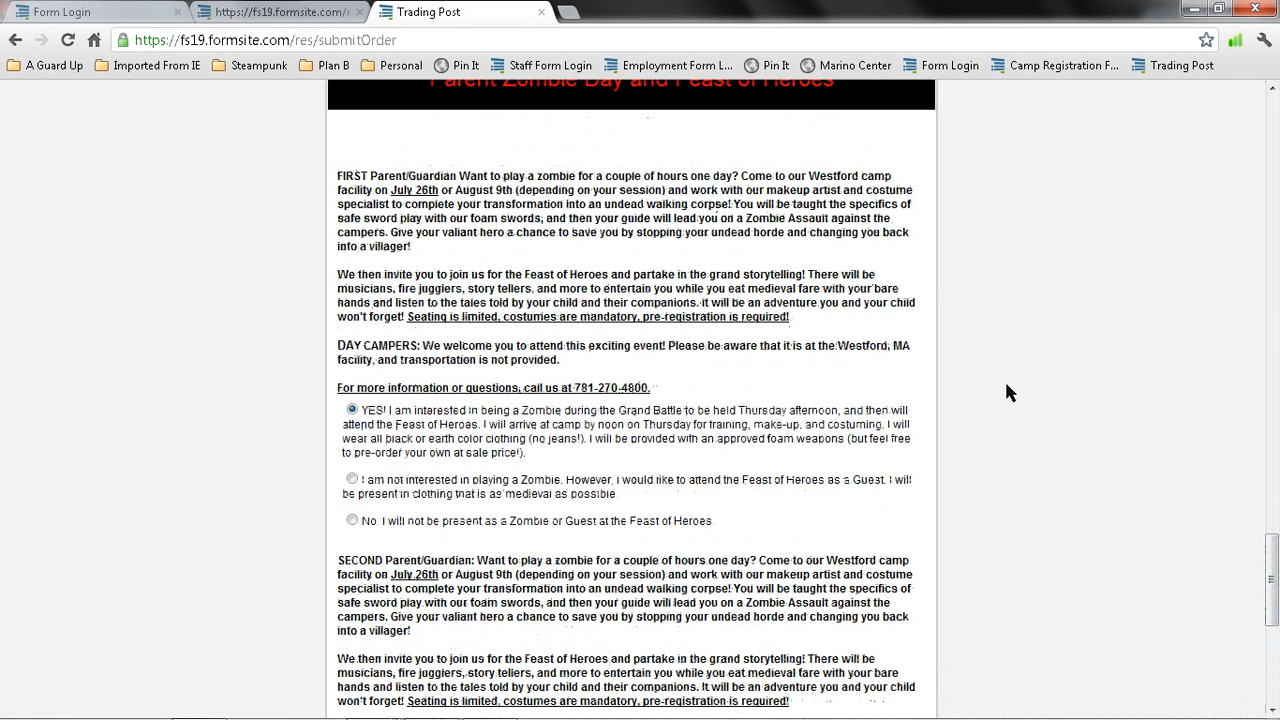 Form Login
https://fs19.formsite.com/r
Trading Post
https://fs19.formsite.com/res/submitOrder
A Guard Up
Imported From IE
Steampunk
Plan B
Personal
Pin It
Staff Form Login
Employment Form L...
Pin It
Marino Center
Form Login
Camp Registration F...
Trading Post
Parent Zombie Day and Feast of Heroes
FIRST Parent/Guardian Want to play a zombie for a couple of hours one day? Come to our Westford camp
facility on July 26th or August 9th (depending on your session) and work with our makeup artist and costume
specialist to complete your transformation into an undead walking corpse! You will be taught the specifics of
safe sword play with our foam swords, and then your guide will lead you on a Zombie Assault against the
campers. Give your valiant hero a chance to save you by stopping your undead horde and changing you back
into a villager!
We then invite you to join us for the Feast of Heroes and partake in the grand storytelling! There will be
musicians, fire jugglers, story tellers, and more to entertain you while you eat medieval fare with your bare
hands and listen to the tales told by your child and their companions. It will be an adventure you and your child
won't forget! Seating is limited, costumes are mandatory, pre-registration is required!
DAY CAMPERS: We welcome you to attend this exciting event! Please be aware that it is at the Westford, MA
facility, and transportation is not provided.
For more information or questions, call us at 781-270-4800.
YES! I am interested in being a Zombie during the Grand Battle to be held Thursday afternoon, and then will
attend the Feast of Heroes. I will arrive at camp by noon on Thursday for training, make-up, and costuming. I will
wear all black or earth color clothing (no jeans!). I will be provided with an approved foam weapons (but feel free
to pre-order your own at sale price!).
I am not interested in playing a Zombie. However, I would like to attend the Feast of Heroes as a Guest. I will
be present in clothing that is as medieval as possible.
No. I will not be present as a Zombie or Guest at the Feast of Heroes.
SECOND Parent/Guardian: Want to play a zombie for a couple of hours one day? Come to our Westford camp
facility on July 26th or August 9th (depending on your session) and work with our makeup artist and costume
specialist to complete your transformation into an undead walking corpse! You will be taught the specifics of
safe sword play with our foam swords, and then your guide will lead you on a Zombie Assault against the
campers. Give your valiant hero a chance to save you by stopping your undead horde and changing you back
into a villager!
We then invite you to join us for the Feast of Heroes and partake in the grand storytelling! There will be
musicians, fire jugglers, story tellers, and more to entertain you while you eat medieval fare with your bare
hands and listen to the tales told by your child and their companions. It will be an adventure you and your child
won't forget! Seating is limited, costumes are mandatory, pre-registration is required!